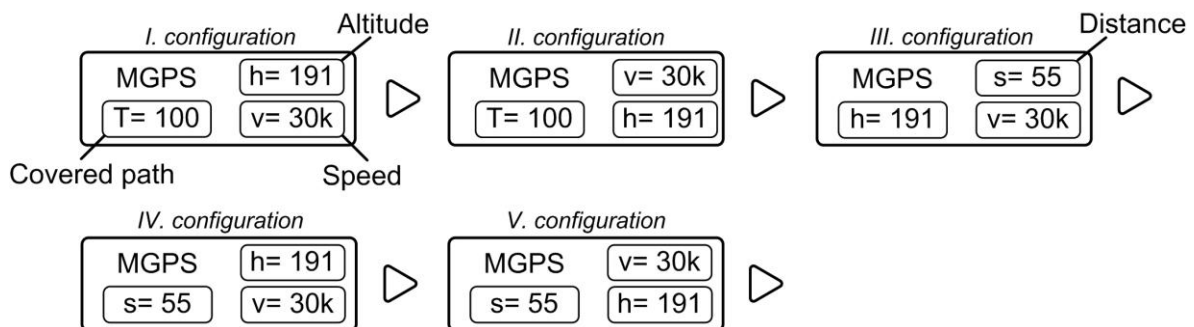 I. configuration
Altitude
MGPS h= 191
T= 100 v= 30k
Covered path
Speed
II. configuration
MGPS v= 30k
T= 100 h= 191
III. configuration
Distance
MGPS s= 55
h= 191 v= 30k
IV. configuration
MGPS h= 191
s= 55 v= 30k
V. configuration
MGPS v= 30k
s= 55 h= 191